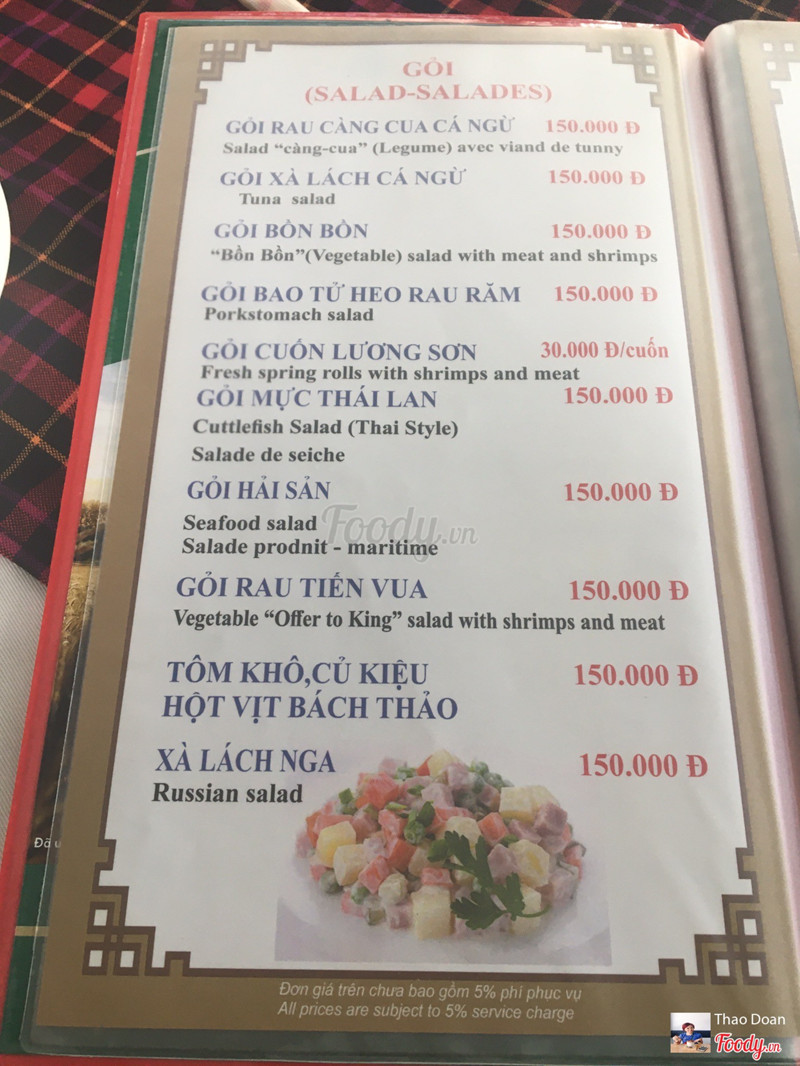 GỎI
(SALAD-SALADES)
GỎI RAU CÀNG CUA CÁ NGỪ 150.000 Đ
Salad “càng-cua” (Legume) avec viand de tunny
GỎI XÀ LÁCH CÁ NGỪ 150.000 Đ
Tuna salad
GỎI BỒN BỒN 150.000 Đ
“Bồn Bồn”(Vegetable) salad with meat and shrimps
GỎI BAO TỬ HEO RAU RĂM 150.000 Đ
Porkstomach salad
GỎI CUỐN LƯƠNG SƠN 30.000 Đ/cuốn
Fresh spring rolls with shrimps and meat
GỎI MỰC THÁI LAN 150.000 Đ
Cuttlefish Salad (Thai Style)
Salade de seiche
GỎI HẢI SẢN 150.000 Đ
Seafood salad
Salade prodnit - maritime
Foody.vn
GỎI RAU TIẾN VUA 150.000 Đ
Vegetable “Offer to King” salad with shrimps and meat
TÔM KHÔ,CỦ KIỆU 150.000 Đ
HỘT VỊT BÁCH THẢO
XÀ LÁCH NGA 150.000 Đ
Russian salad
Đã
Đơn giá trên chưa bao gồm 5% phí phục vụ
All prices are subject to 5% service charge
Thao Doan
Foody.vn